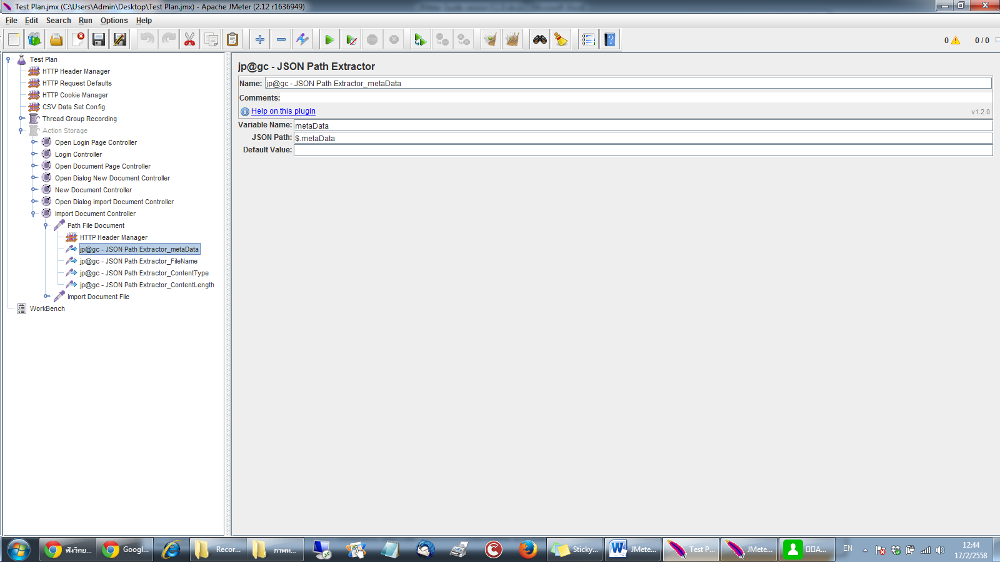 Test Plan.jmx (C:\Users\Admin\Desktop\Test Plan.jmx) - Apache JMeter (2.12 r1636949)
File Edit Search Run Options Help
0 0 / 0
Test Plan
HTTP Header Manager
HTTP Request Defaults
HTTP Cookie Manager
CSV Data Set Config
Thread Group Recording
Action Storage
Open Login Page Controller
Login Controller
Open Document Page Controller
Open Dialog New Document Controller
New Document Controller
Open Dialog import Document Controller
Import Document Controller
Path File Document
HTTP Header Manager
jp@gc - JSON Path Extractor_metaData
jp@gc - JSON Path Extractor_FileName
jp@gc - JSON Path Extractor_ContentType
jp@gc - JSON Path Extractor_ContentLength
Import Document Flie
WorkBench
jp@gc - JSON Path Extractor
Name: jp@gc - JSON Path Extractor_metaData
Comments:
Help on this plugin
v1.2.0
Variable Name: metaData
JSON Path: $.metaData
Default Value:
ฟังวิทย... Googl... Recor... ภาพห... Sticky... JMete... Test P... JMete... A...
EN
12:44
17/2/2558